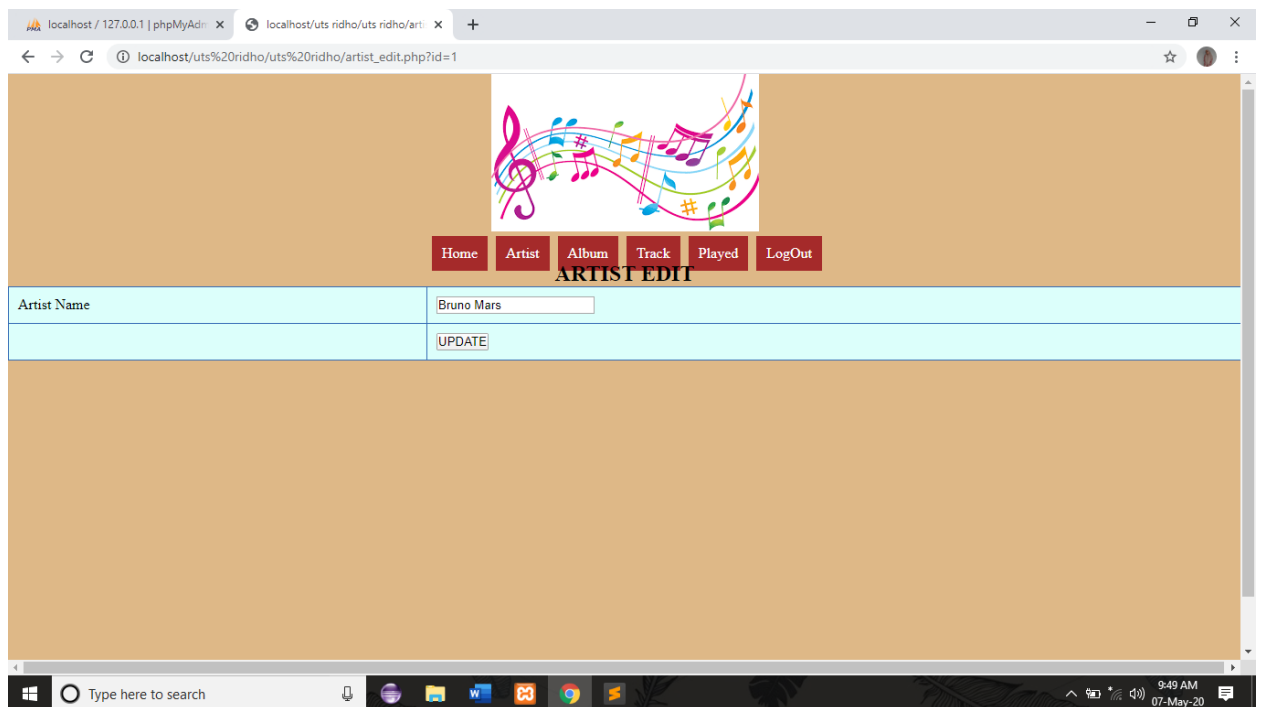 localhost / 127.0.0.1 | phpMyAdm
localhost/uts ridho/uts ridho/arti
localhost/uts%20ridho/uts%20ridho/artist_edit.php?id=1
Home Artist Album Track Played LogOut
ARTIST EDIT
Artist Name Bruno Mars
UPDATE
Type here to search
9:49 AM
07-May-20